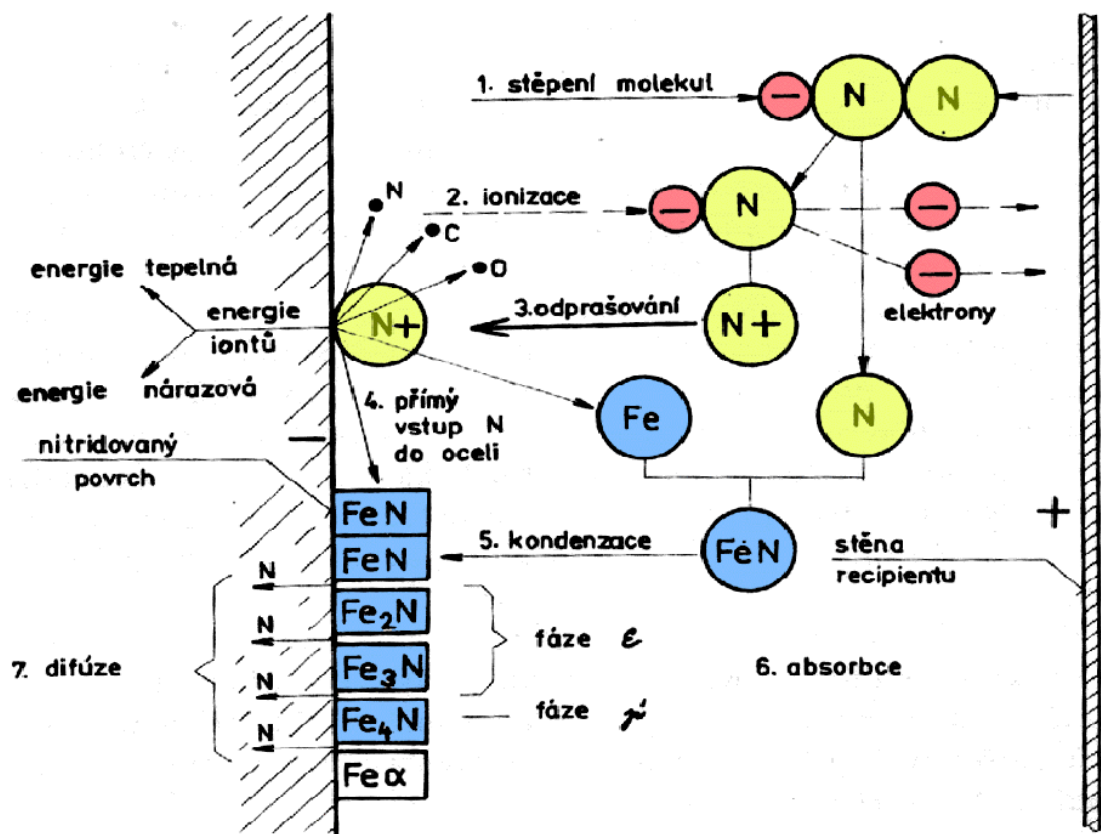 1. stěpení molekul
−
N
N
N
2. ionizace
−
N
−
C
O
−
elektrony
energie tepelná
energie
iontů
energie nárazová
N+
3.odprašování
N+
4. přímý
vstup N
do oceli
Fe
N
−
nitridovaný
povrch
+
FeN
FeN
5. kondenzace
FeN
stěna
recipientu
N
Fe2N
N
fáze ε
7. difúze
Fe3N
6. absorbce
N
Fe4N
fáze
N
Feα